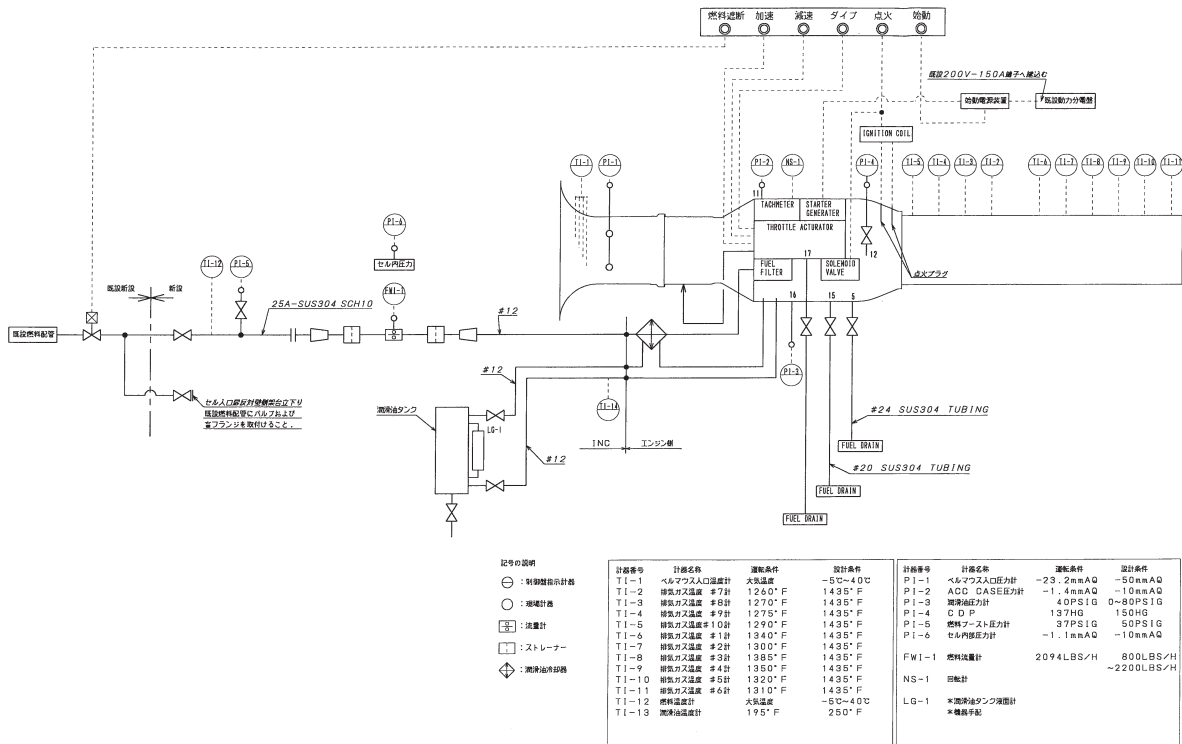 燃料遮断 加速 減速 ダイブ 点火 始動
既設200V-150A端子へ繋込む
始動電源装置
既設動力分電盤
IGNITION COIL
TI-1
PI-1
PI-2
NS-1
PI-4
TI-5
TI-4
TI-3
TI-2
TI-6
TI-7
TI-8
TI-9
TI-10
11
TACHMETER
STARTER
GENERATER
THROTTLE ACTURATOR
17
12
FUEL
FILTER
SOLENOID
VALVE
点火プラグ
16
15
5
PI-6
セル内圧力
TI-12
PI-5
FWI-1
既設断設
新設
25A-SUS304 SCH10
既設燃料配管
#12
#12
PI-3
TI-14
セル入口扉反対壁側架台立下り
既設燃料配管にバルブおよび
盲フランジを取付けること.
潤滑油タンク
LG-1
#12
INC
エンジン側
#24 SUS304 TUBING
FUEL DRAIN
#20 SUS304 TUBING
FUEL DRAIN
FUEL DRAIN
記号の説明
:制御盤指示計器
:現場計器
:流量計
:ストレーナー
:潤滑油冷却器
計器番号 計器名称 運転条件 設計条件
TI-1 ベルマウス入口温度計 大気温度 -5℃~40℃
TI-2 排気ガス温度 #7計 1260°F 1435°F
TI-3 排気ガス温度 #8計 1270°F 1435°F
TI-4 排気ガス温度 #9計 1275°F 1435°F
TI-5 排気ガス温度#10計 1290°F 1435°F
TI-6 排気ガス温度 #1計 1340°F 1435°F
TI-7 排気ガス温度 #2計 1300°F 1435°F
TI-8 排気ガス温度 #3計 1385°F 1435°F
TI-9 排気ガス温度 #4計 1350°F 1435°F
TI-10 排気ガス温度 #5計 1320°F 1435°F
TI-11 排気ガス温度 #6計 1310°F 1435°F
TI-12 燃料温度計 大気温度 -5℃~40℃
TI-13 潤滑油温度計 195°F 250°F
計器番号 計器名称 運転条件 設計条件
PI-1 ベルマウス入口圧力計 -23.2mmAQ -50mmAQ
PI-2 ACC CASE圧力計 -1.4mmAQ -10mmAQ
PI-3 潤滑油圧力計 40PSIG 0~80PSIG
PI-4 CDP 137HG 150HG
PI-5 燃料ブースト圧力計 37PSIG 50PSIG
PI-6 セル内部圧力計 -1.1mmAQ -10mmAQ
FWI-1 燃料流量計 2094LBS/H 800LBS/H
~2200LBS/H
NS-1 回転計
LG-1 *潤滑油タンク液面計
*機器手配